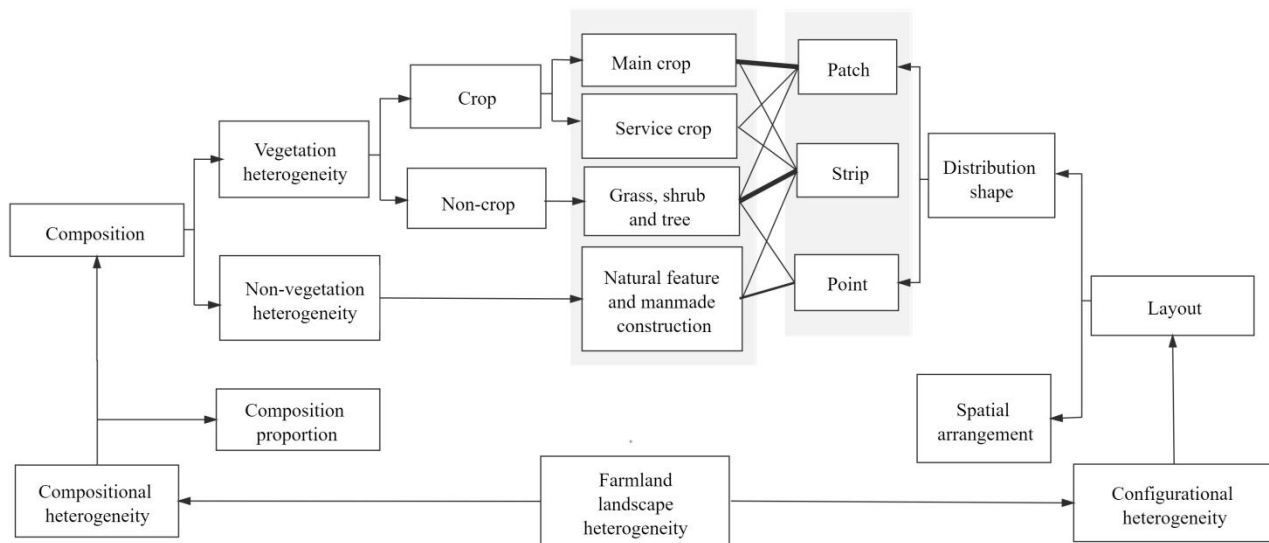 Main crop
Patch
Crop
Service crop
Vegetation
heterogeneity
Strip
Distribution
shape
Non-crop
Grass, shrub
and tree
Composition
Non-vegetation
heterogeneity
Natural feature
and manmade
construction
Point
Layout
Composition
proportion
Spatial
arrangement
Compositional
heterogeneity
Farmland
landscape
heterogeneity
Configurational
heterogeneity